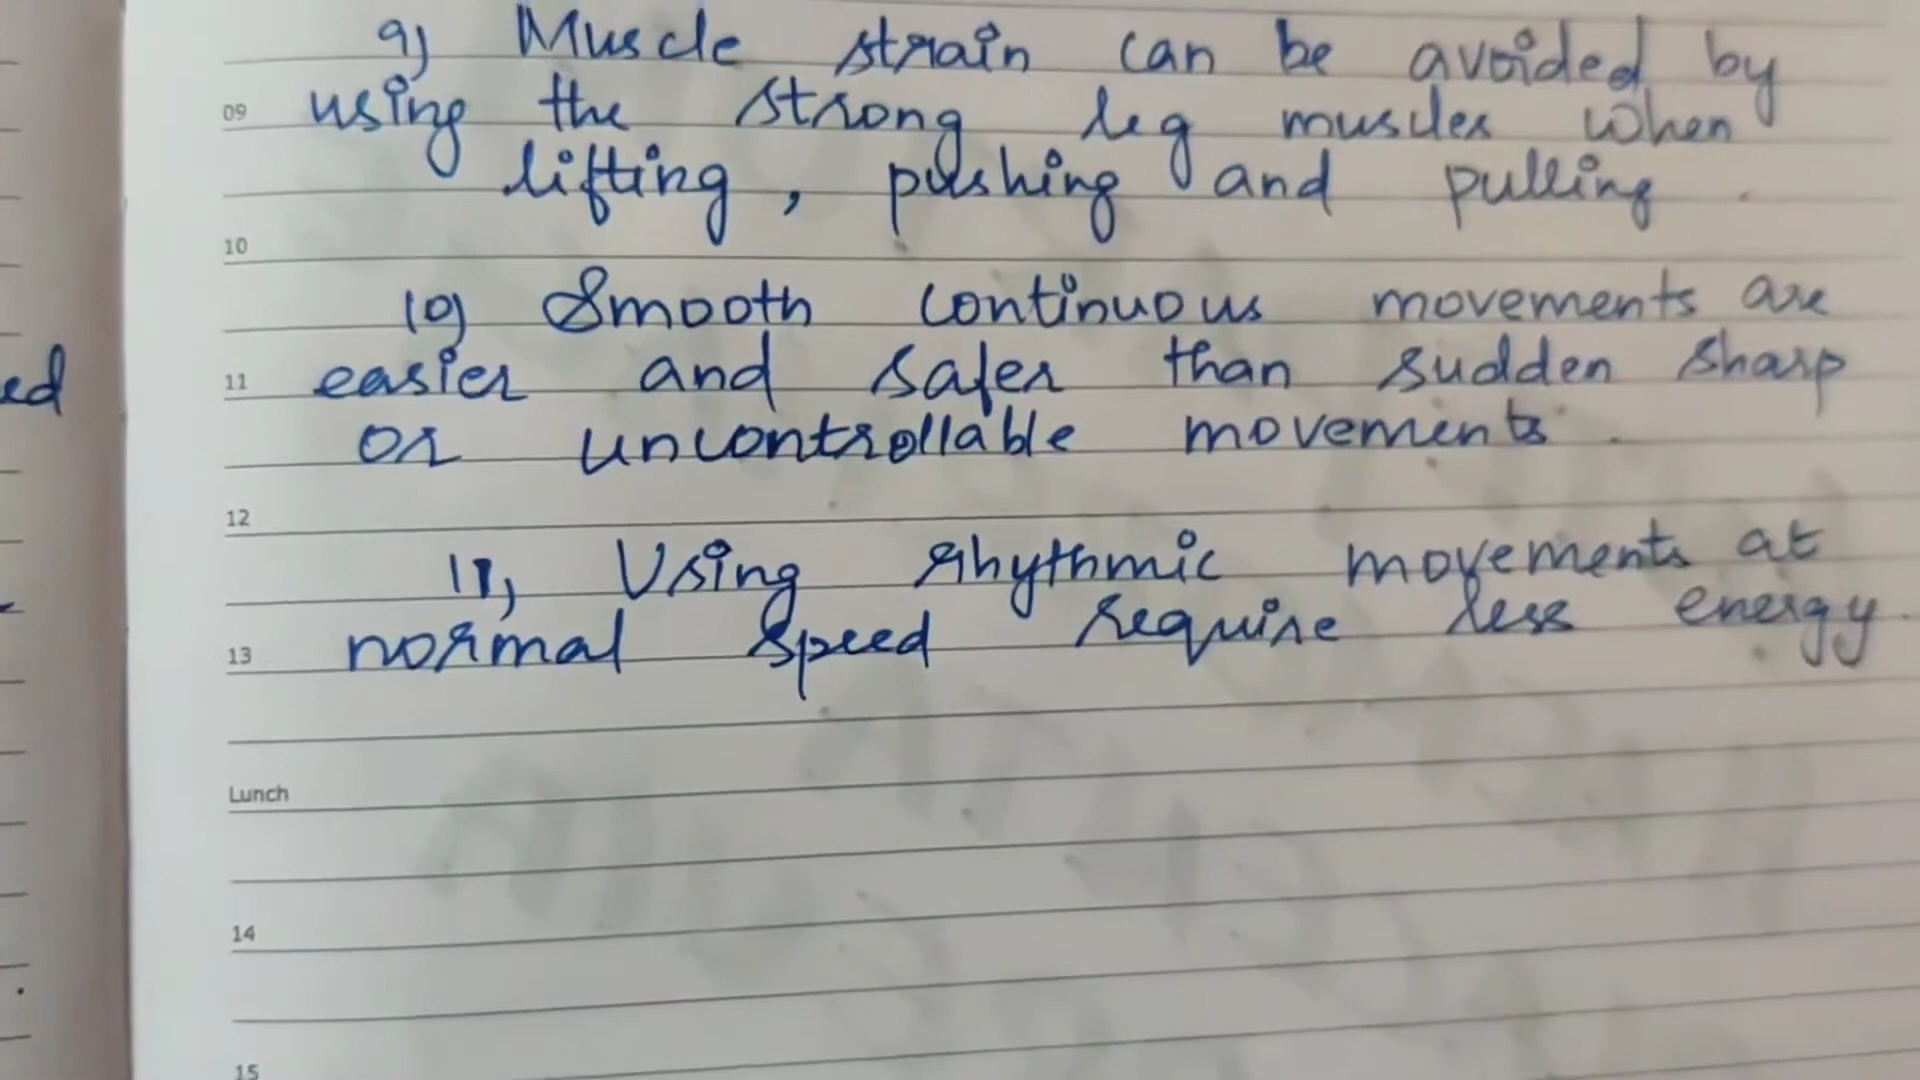 9) Muscle strain can be avoided by
09 using the strong leg muscles when
lifting, pushing and pulling.
10
10) Smooth continuous movements are
ed
11 easier and safer than sudden sharp
or uncontrollable movements.
12
11) Using rhythmic movements at
13 normal speed require less energy.
Lunch
14
15